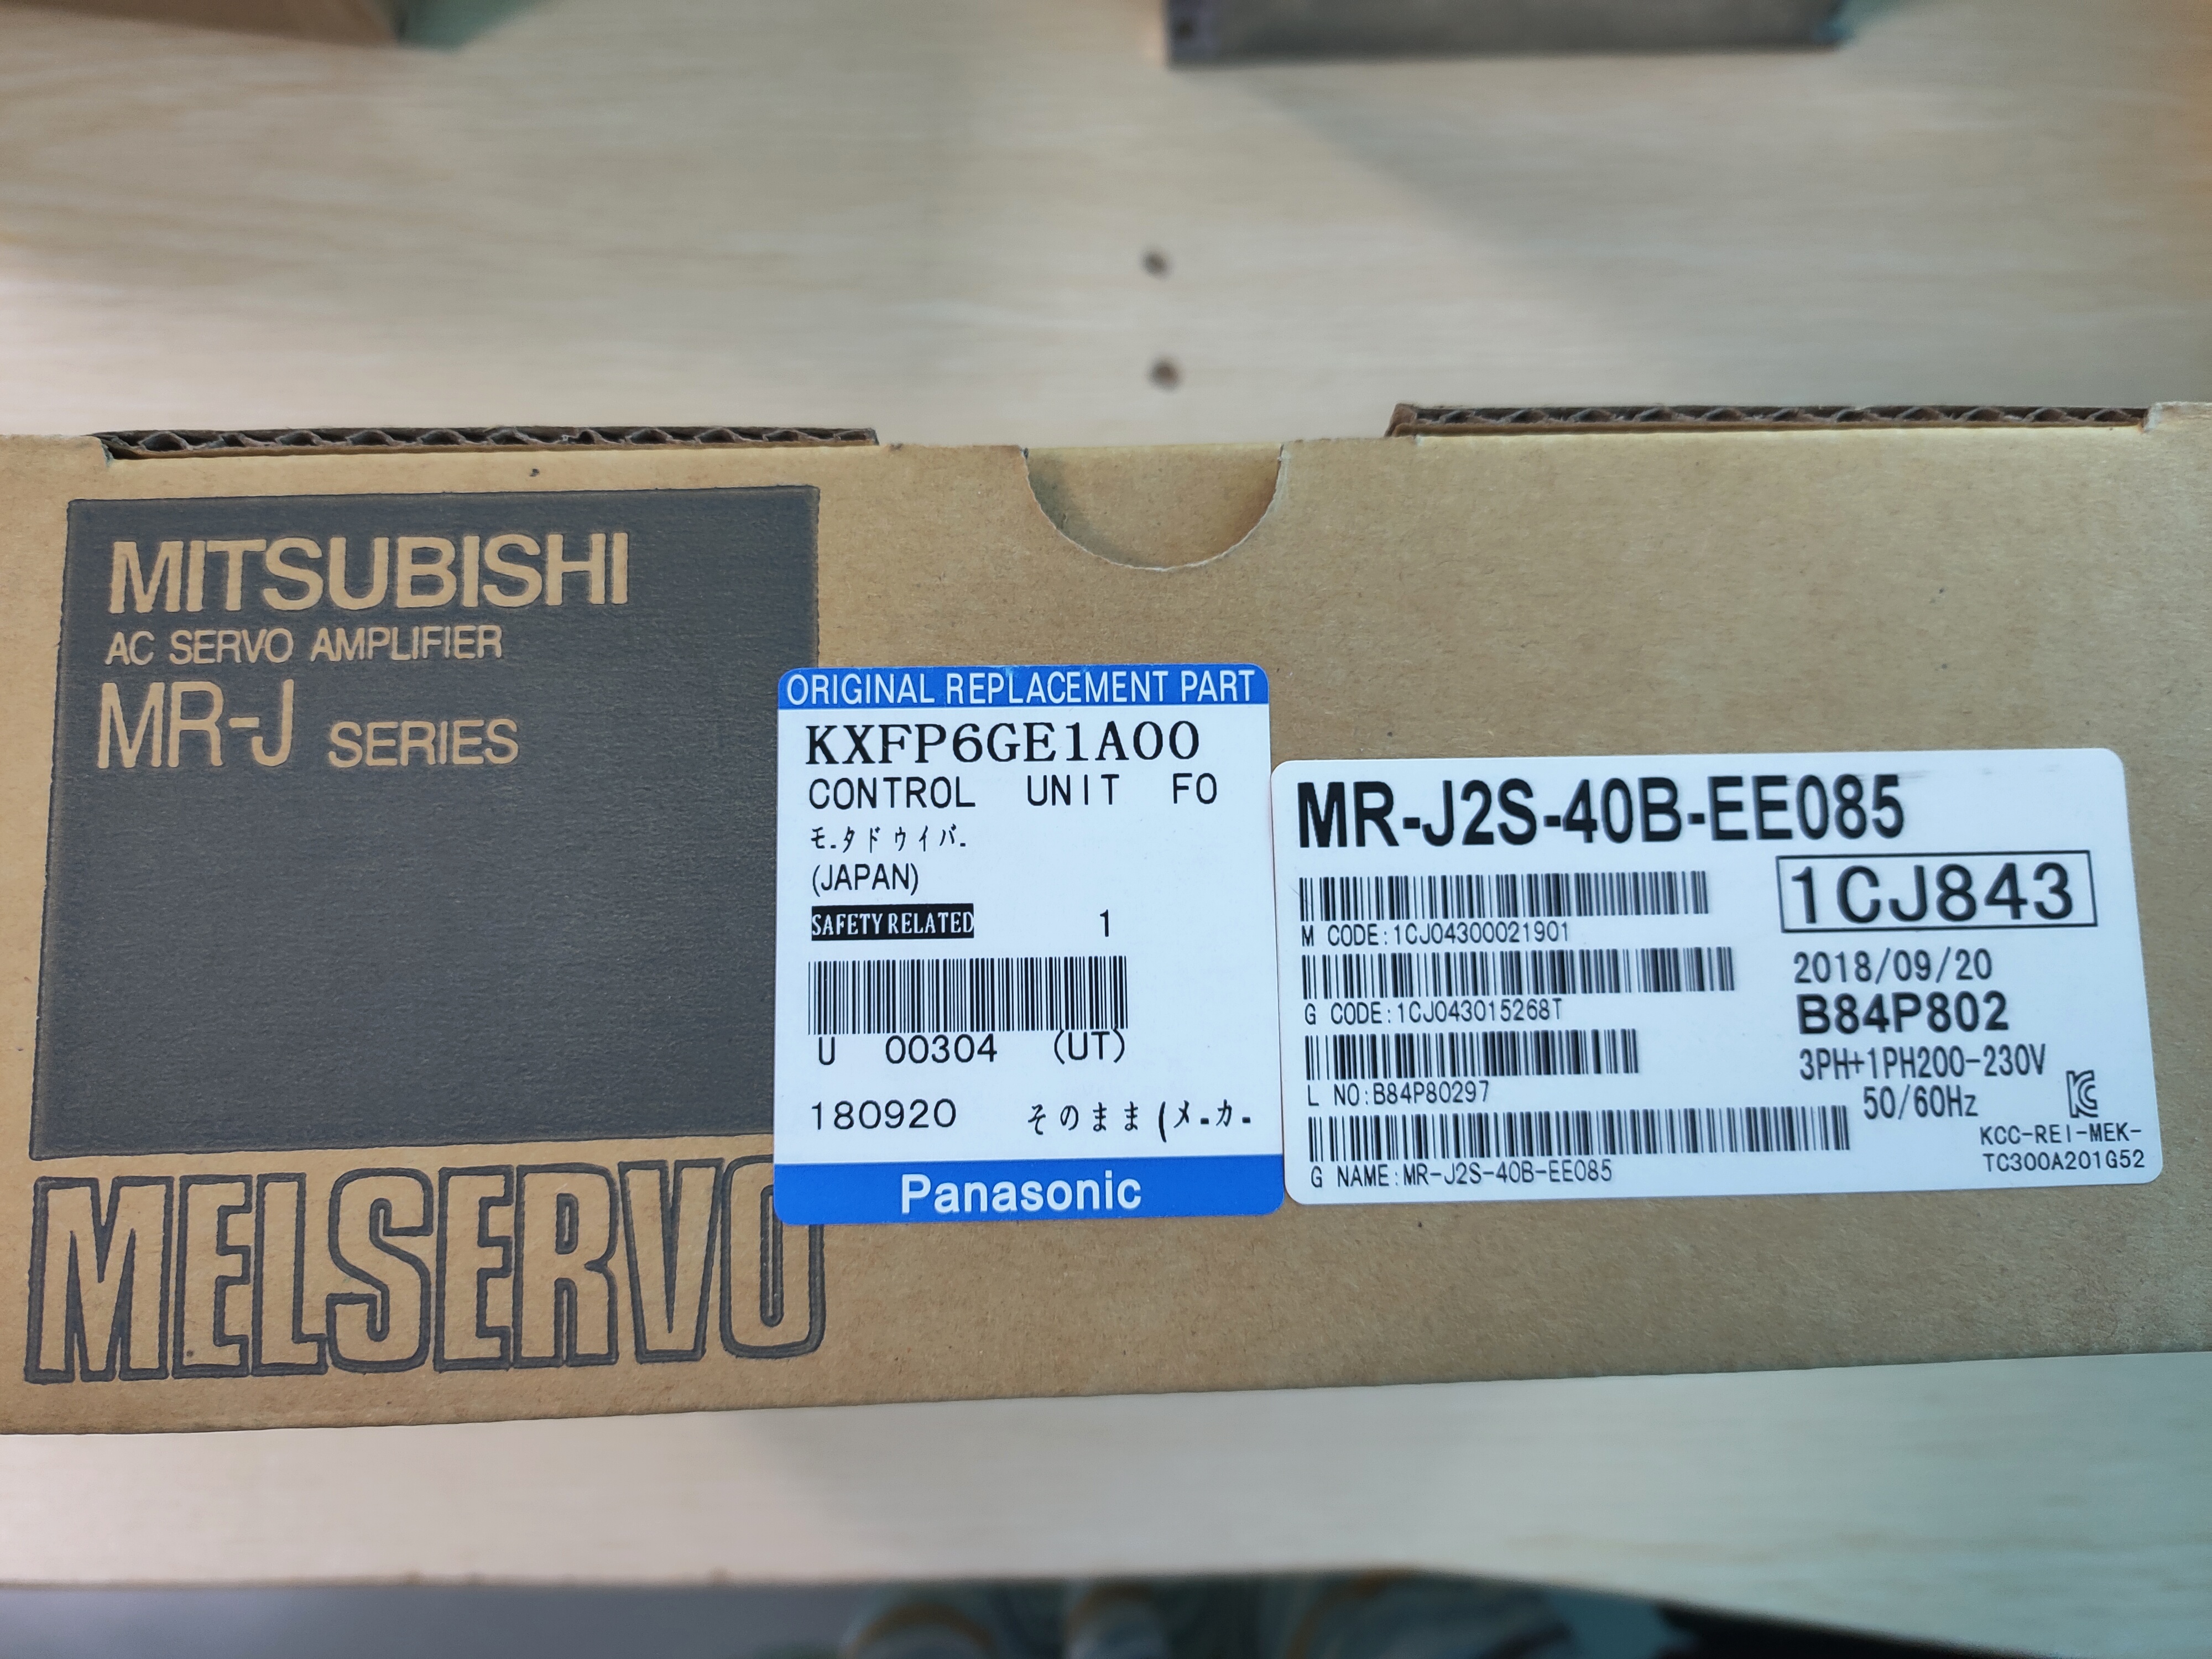 MITSUBISHI
AC SERVO AMPLIFIER
MR-J SERIES
MELSERVO
ORIGINAL REPLACEMENT PART
KXFP6GE1A00
CONTROL UNIT FO
モ-タドウイバ-
(JAPAN)
SAFETY RELATED 1
U 00304 (UT)
180920 そのまま(メ-カ-
Panasonic
MR-J2S-40B-EE085
1CJ843
M CODE:1CJ04300021901
2018/09/20
G CODE:1CJ043015268T
B84P802
3PH+1PH200-230V
L NO:B84P80297
50/60Hz
KCC-REI-MEK-
TC300A201G52
G NAME:MR-J2S-40B-EE085